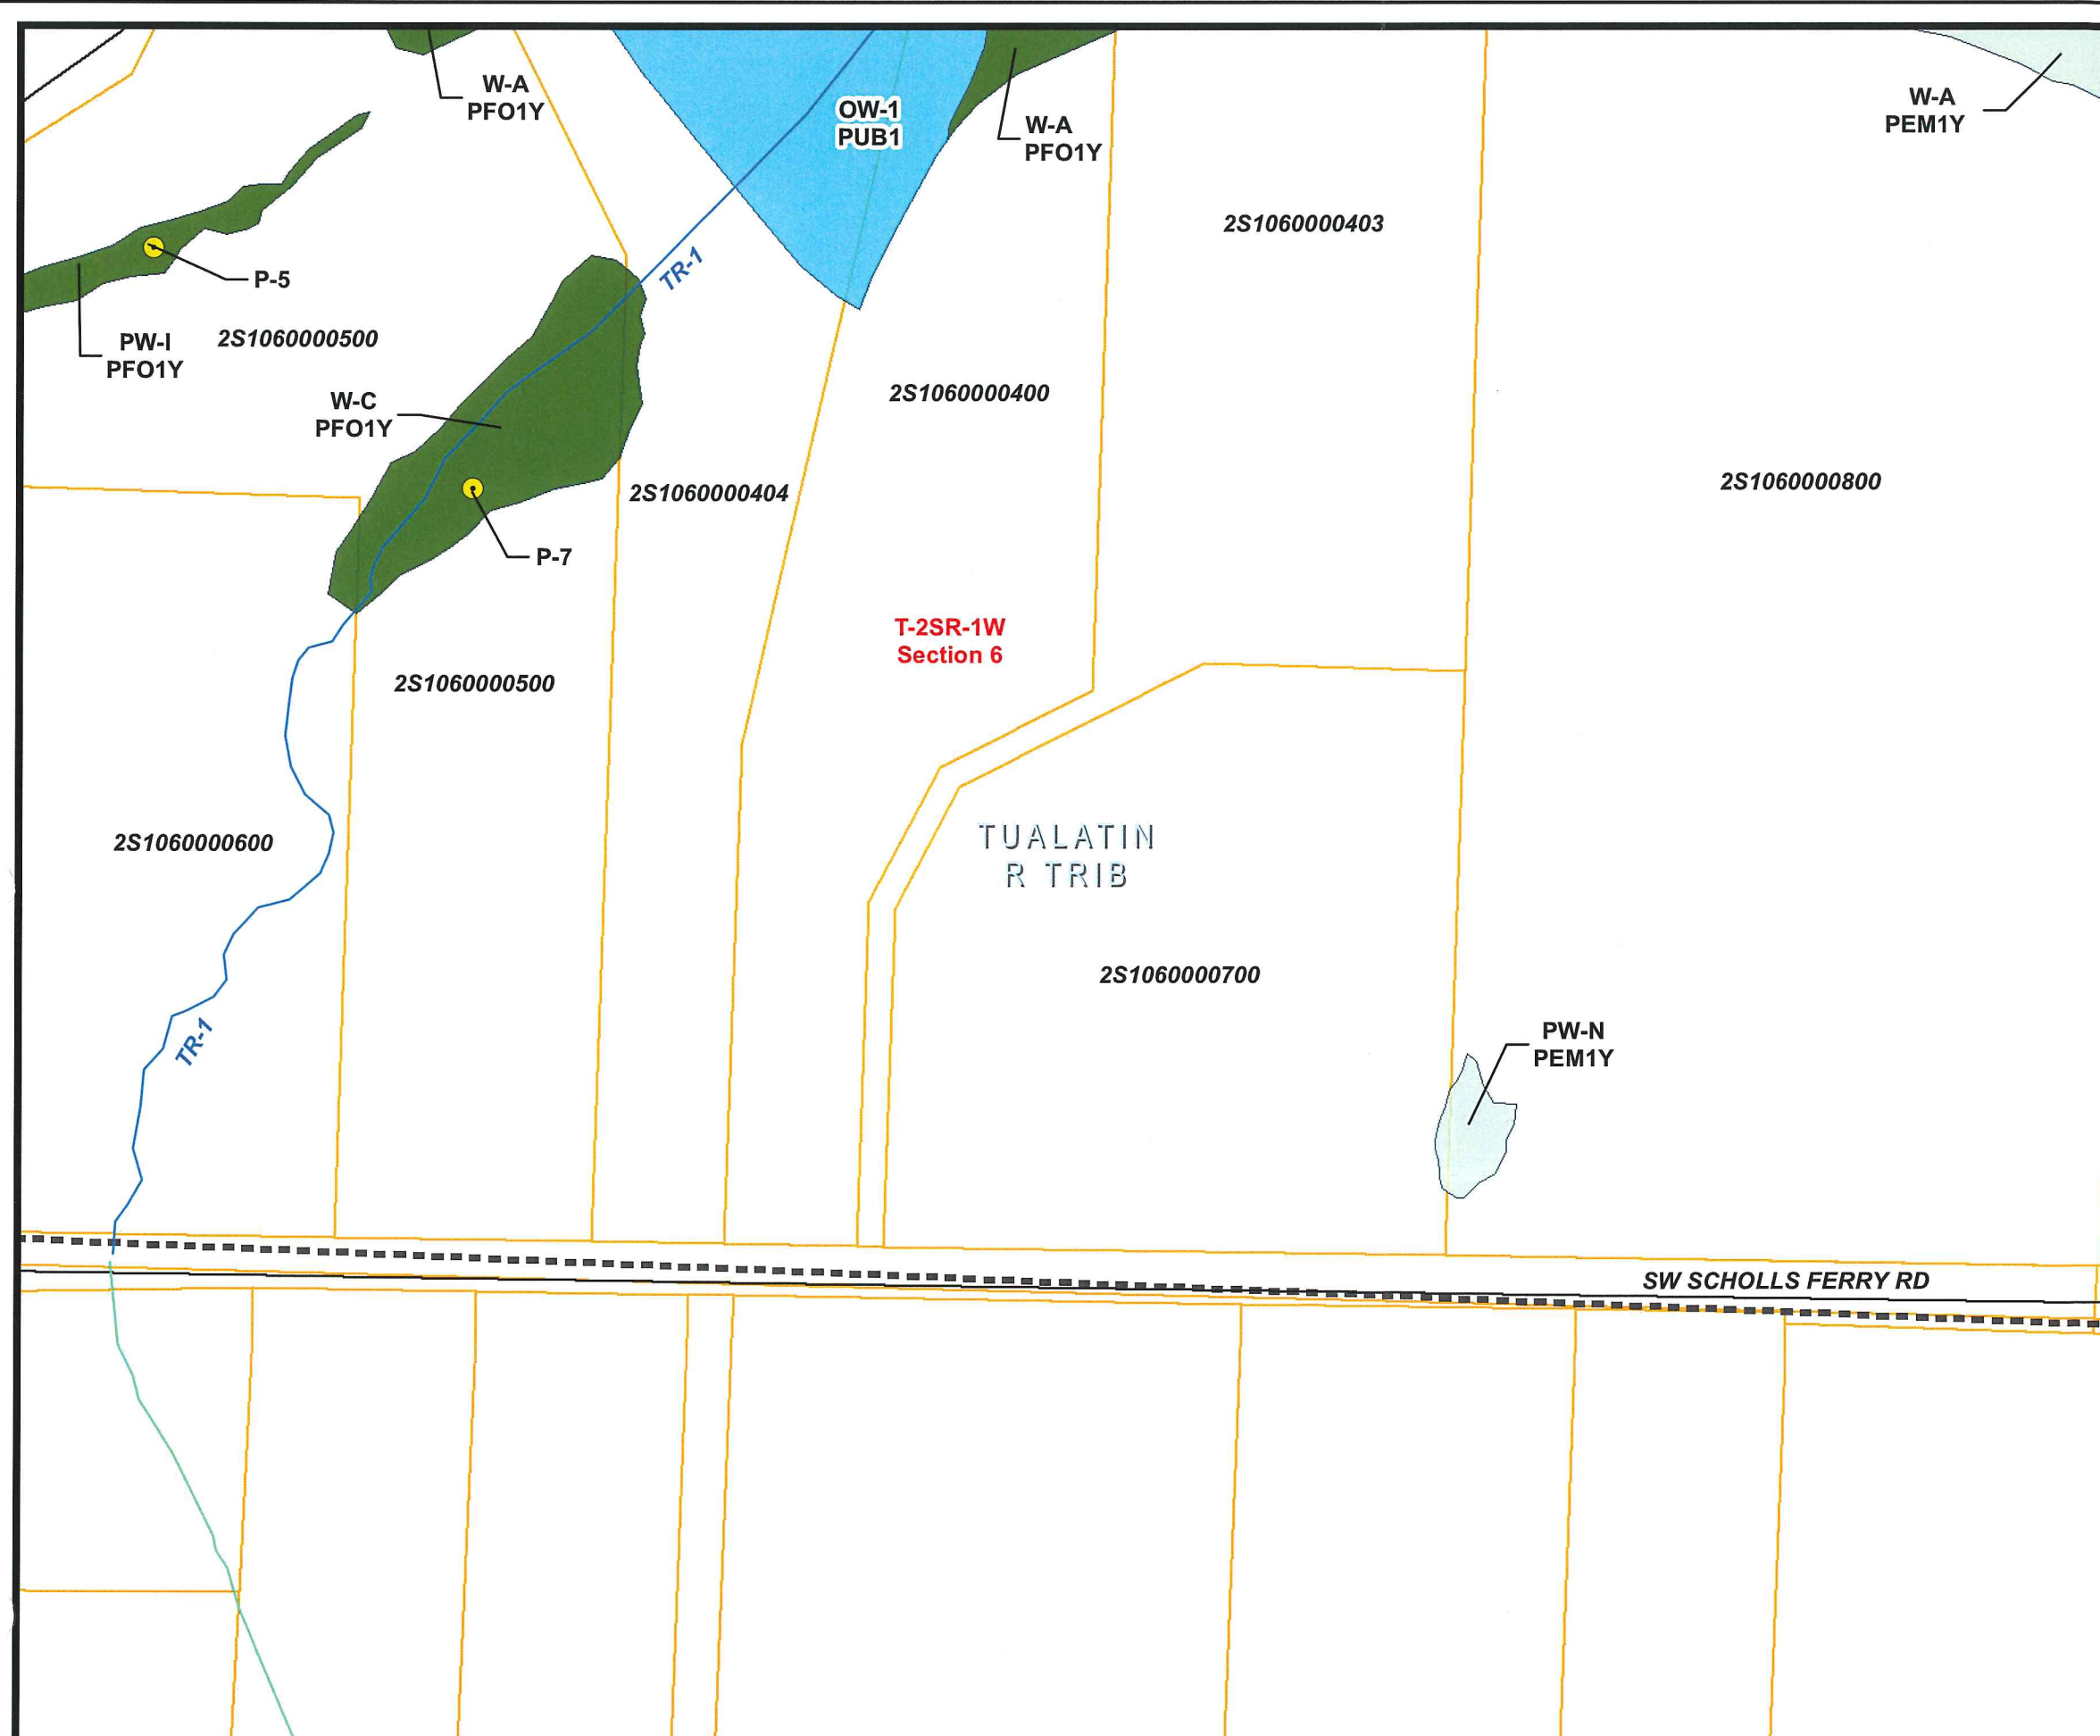 W-A
PFO1Y
OW-1
PUB1
W-A
PFO1Y
W-A
PEM1Y
2S1060000403
P-5
TR-1
PW-I
PFO1Y
2S1060000500
2S1060000400
W-C
PFO1Y
2S1060000404
2S1060000800
P-7
T-2SR-1W
Section 6
2S1060000500
TUALATIN
R TRIB
2S1060000600
2S1060000700
TR-1
PW-N
PEM1Y
SW SCHOLLS FERRY RD